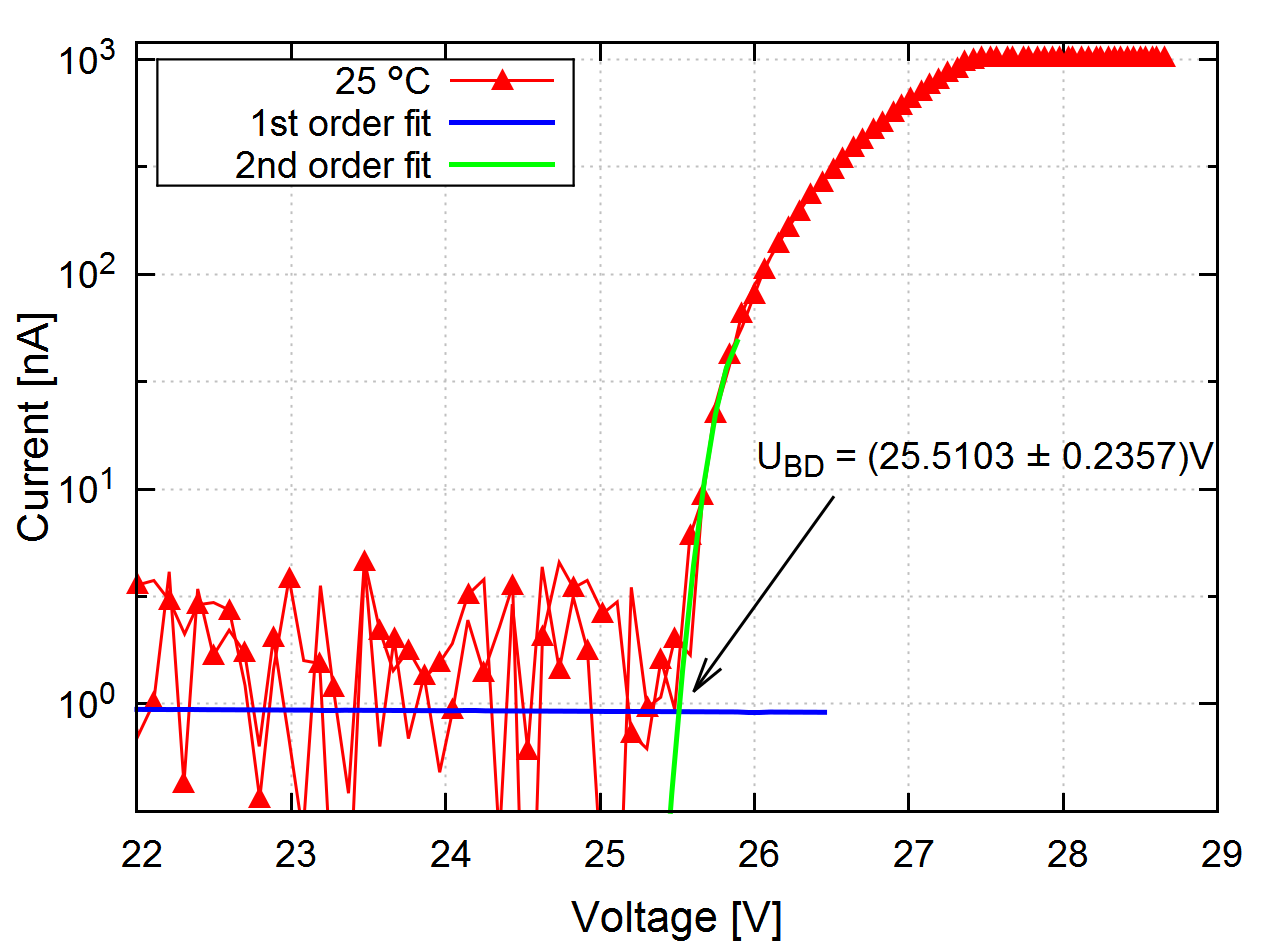 10³
25 °C
1st order fit
2nd order fit
10²
Current [nA]
U_BD = (25.5103 ± 0.2357)V
10¹
10⁰
22 23 24 25 26 27 28 29
Voltage [V]